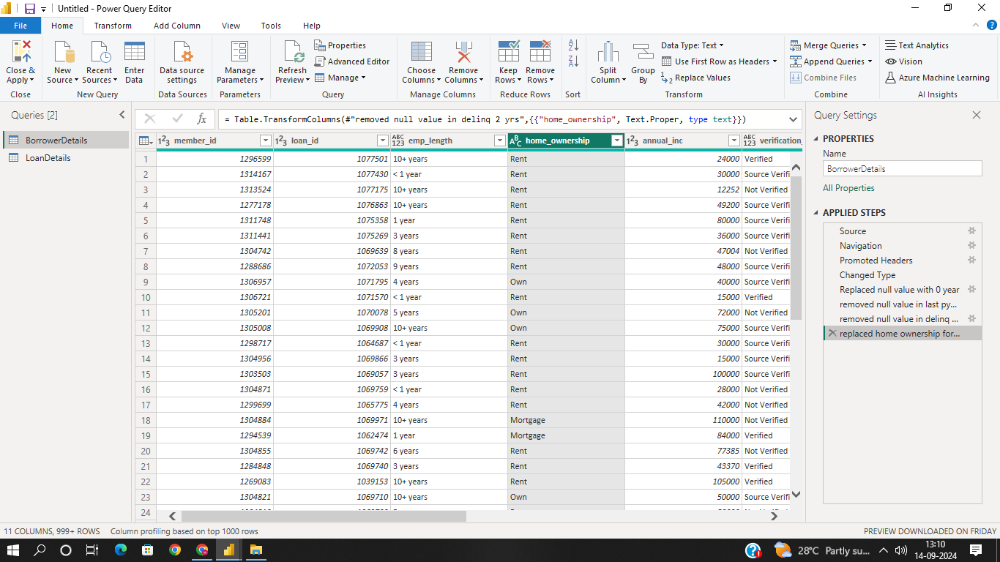 Untitled - Power Query Editor
File Home Transform Add Column View Tools Help
Close & Apply
New Source
Recent Sources
Enter Data
Data source settings
Manage Parameters
Refresh Preview
Properties
Advanced Editor
Manage
Choose Columns
Remove Columns
Keep Rows
Remove Rows
Split Column
Group By
Data Type: Text
Use First Row as Headers
Replace Values
Merge Queries
Append Queries
Combine Files
Text Analytics
Vision
Azure Machine Learning
Close New Query Data Sources Parameters Query Manage Columns Reduce Rows Sort Transform Combine AI Insights
Queries [2]
BorrowerDetails
LoanDetails
= Table.TransformColumns(#"removed null value in delinq 2 yrs",{{"home_ownership", Text.Proper, type text}})
member_id loan_id emp_length home_ownership annual_inc verification_
1 1296599 1077501 10+ years Rent 24000 Verified
2 1314167 1077430 < 1 year Rent 30000 Source Verifi
3 1313524 1077175 10+ years Rent 12252 Not Verified
4 1277178 1076863 10+ years Rent 49200 Source Verifi
5 1311748 1075358 1 year Rent 80000 Source Verifi
6 1311441 1075269 3 years Rent 36000 Source Verifi
7 1304742 1069639 8 years Rent 47004 Not Verified
8 1288686 1072053 9 years Rent 48000 Source Verifi
9 1306957 1071795 4 years Own 40000 Source Verifi
10 1306721 1071570 < 1 year Rent 15000 Verified
11 1305201 1070078 5 years Own 72000 Not Verified
12 1305008 1069908 10+ years Own 75000 Source Verifi
13 1298717 1064687 < 1 year Rent 30000 Source Verifi
14 1304956 1069866 3 years Rent 15000 Source Verifi
15 1303503 1069057 3 years Rent 100000 Source Verifi
16 1304871 1069759 < 1 year Rent 28000 Not Verified
17 1299699 1065775 4 years Rent 42000 Not Verified
18 1304884 1069971 10+ years Mortgage 110000 Not Verified
19 1294539 1062474 1 year Mortgage 84000 Verified
20 1304855 1069742 6 years Rent 77385 Not Verified
21 1284848 1069740 3 years Rent 43370 Verified
22 1269083 1039153 10+ years Rent 105000 Verified
23 1304821 1069710 10+ years Own 50000 Source Verifi
24
Query Settings
PROPERTIES
Name
BorrowerDetails
All Properties
APPLIED STEPS
Source
Navigation
Promoted Headers
Changed Type
Replaced null value with 0 year
removed null value in last py...
removed null value in delinq ...
replaced home ownership for...
11 COLUMNS, 999+ ROWS Column profiling based on top 1000 rows PREVIEW DOWNLOADED ON FRIDAY
28°C Partly su...
13:10
14-09-2024